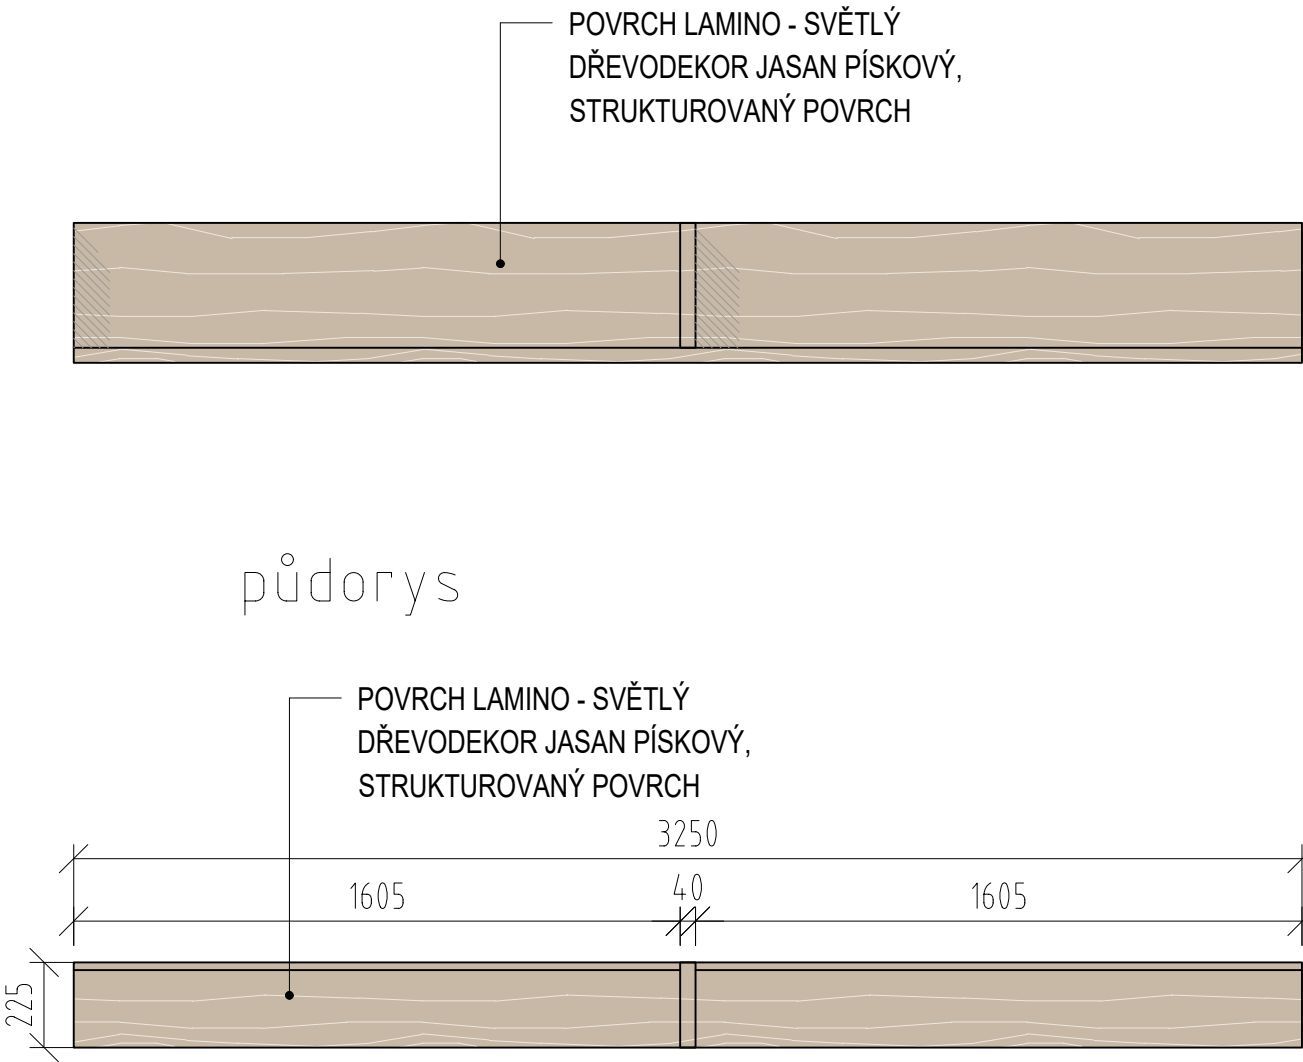 POVRCH LAMINO - SVĚTLÝ
DŘEVODEKOR JASAN PÍSKOVÝ,
STRUKTUROVANÝ POVRCH
půdorys
POVRCH LAMINO - SVĚTLÝ
DŘEVODEKOR JASAN PÍSKOVÝ,
STRUKTUROVANÝ POVRCH
3250
1605
40
1605
225